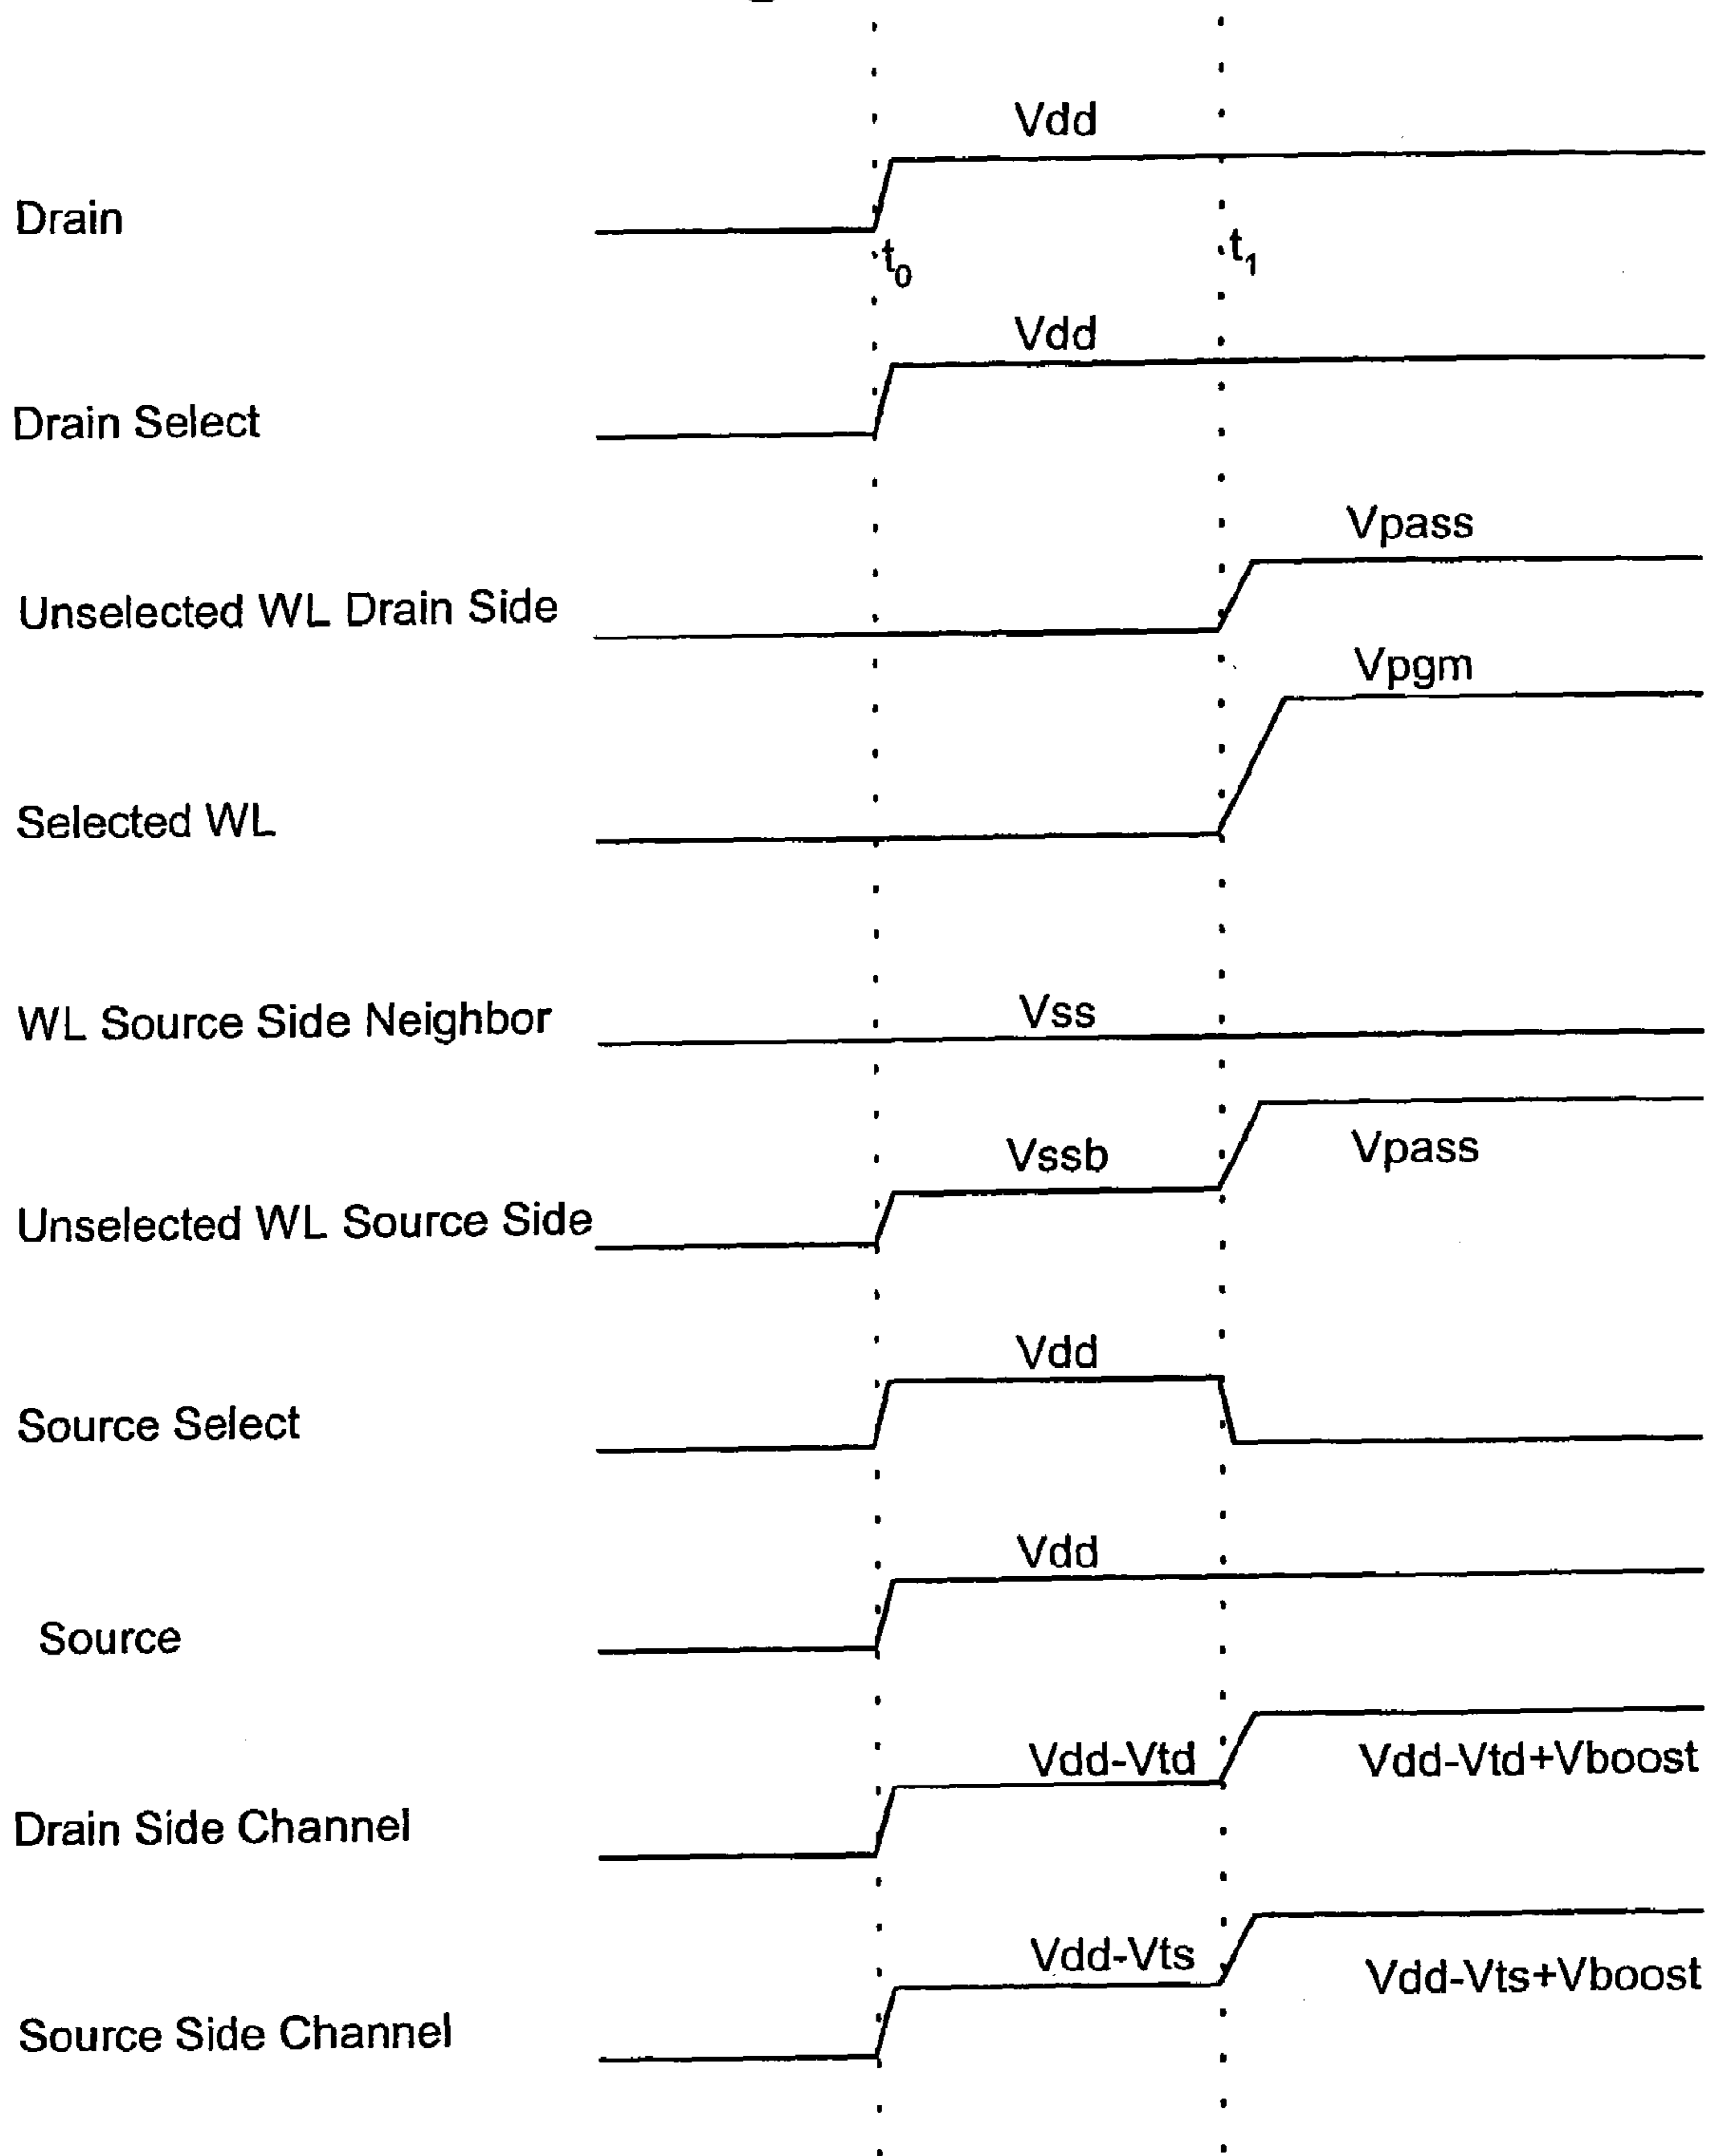 Vdd
Drain
t0
t1
Vdd
Drain Select
Vpass
Unselected WL Drain Side
Vpgm
Selected WL
WL Source Side Neighbor
Vss
Vssb
Vpass
Unselected WL Source Side
Vdd
Source Select
Vdd
Source
Vdd-Vtd
Vdd-Vtd+Vboost
Drain Side Channel
Vdd-Vts
Vdd-Vts+Vboost
Source Side Channel